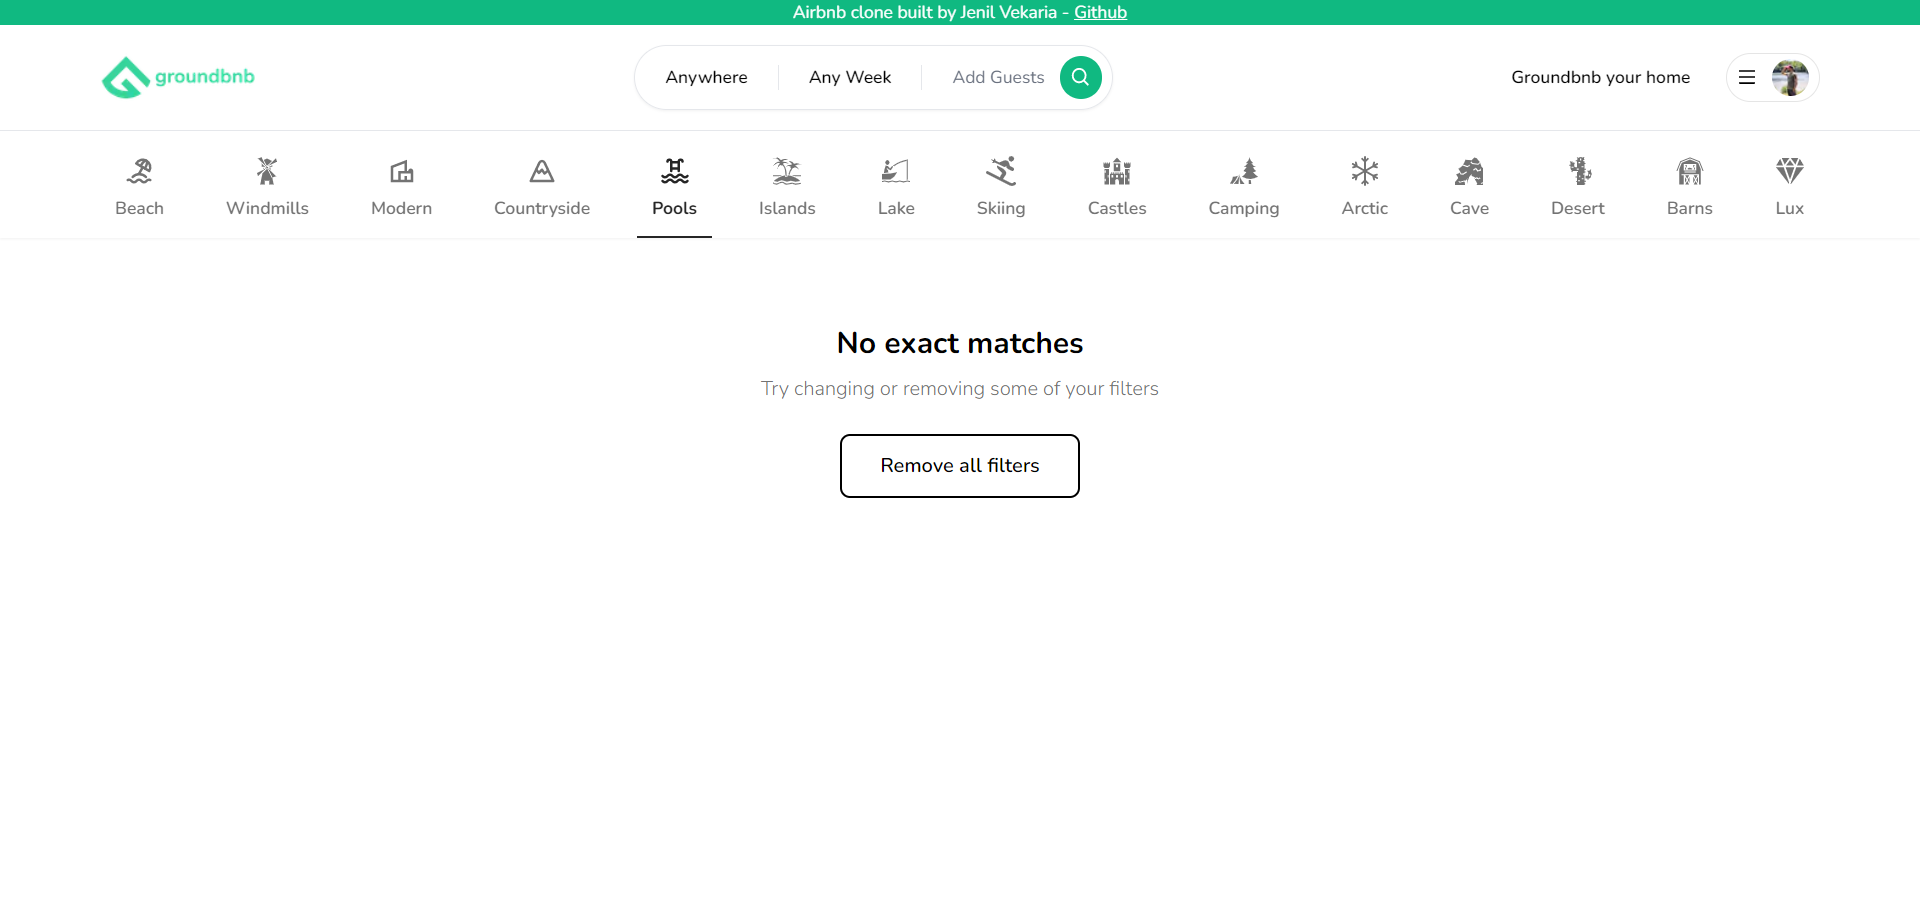 Airbnb clone built by Jenil Vekaria - Github
groundbnb
Anywhere
Any Week
Add Guests
Groundbnb your home
Beach
Windmills
Modern
Countryside
Pools
Islands
Lake
Skiing
Castles
Camping
Arctic
Cave
Desert
Barns
Lux
No exact matches
Try changing or removing some of your filters
Remove all filters